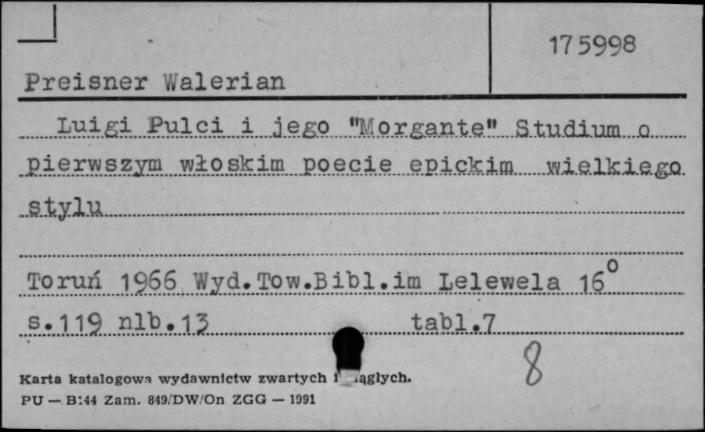 175998
Preisner Walerian
Luigi Pulci i jego "Morgante" Studium o
pierwszym włoskim poecie epickim wielkiego
stylu
Toruń 1966 Wyd.Tow.Bibl.im Lelewela 16°
s.119 nlb.13 tabl.7
8
Karta katalogowa wydawnictw zwartych i
PU — B144 Zam. 849/DW/On ZGG — 1991